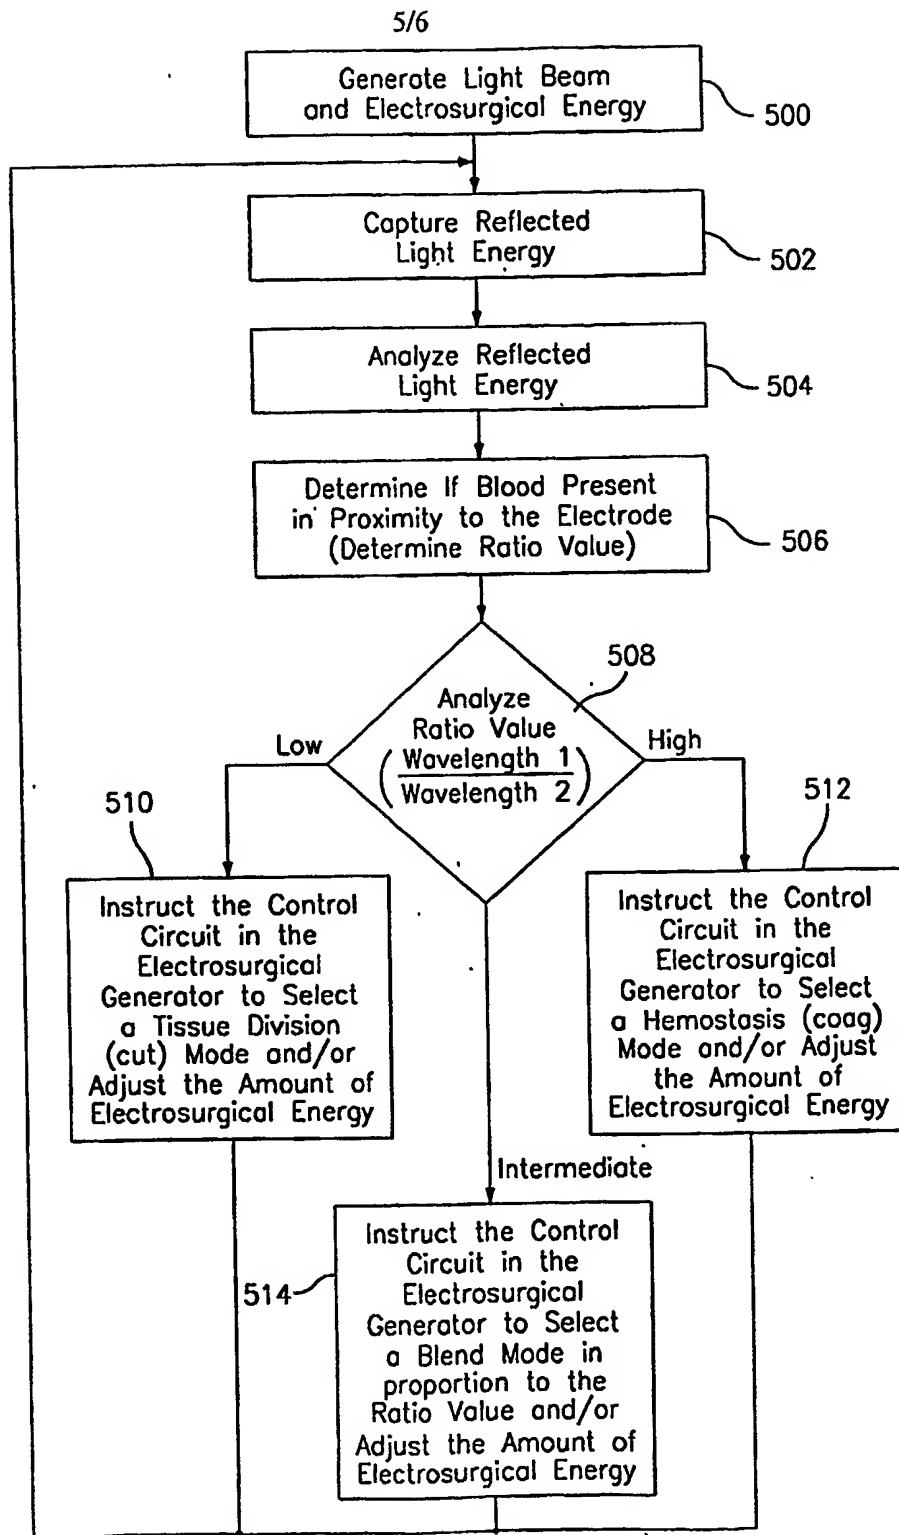 5/6
Generate Light Beam
and Electrosurgical Energy
500
Capture Reflected
Light Energy
502
Analyze Reflected
Light Energy
504
Determine If Blood Present
in Proximity to the Electrode
(Determine Ratio Value)
506
508
Analyze
Ratio Value
(Wavelength 1
Wavelength 2)
Low
High
510
Instruct the Control
Circuit in the
Electrosurgical
Generator to Select
a Tissue Division
(cut) Mode and/or
Adjust the Amount of
Electrosurgical Energy
512
Instruct the Control
Circuit in the
Electrosurgical
Generator to Select
a Hemostasis (coag)
Mode and/or Adjust
the Amount of
Electrosurgical Energy
Intermediate
514
Instruct the Control
Circuit in the
Electrosurgical
Generator to Select
a Blend Mode in
proportion to the
Ratio Value and/or
Adjust the Amount of
Electrosurgical Energy